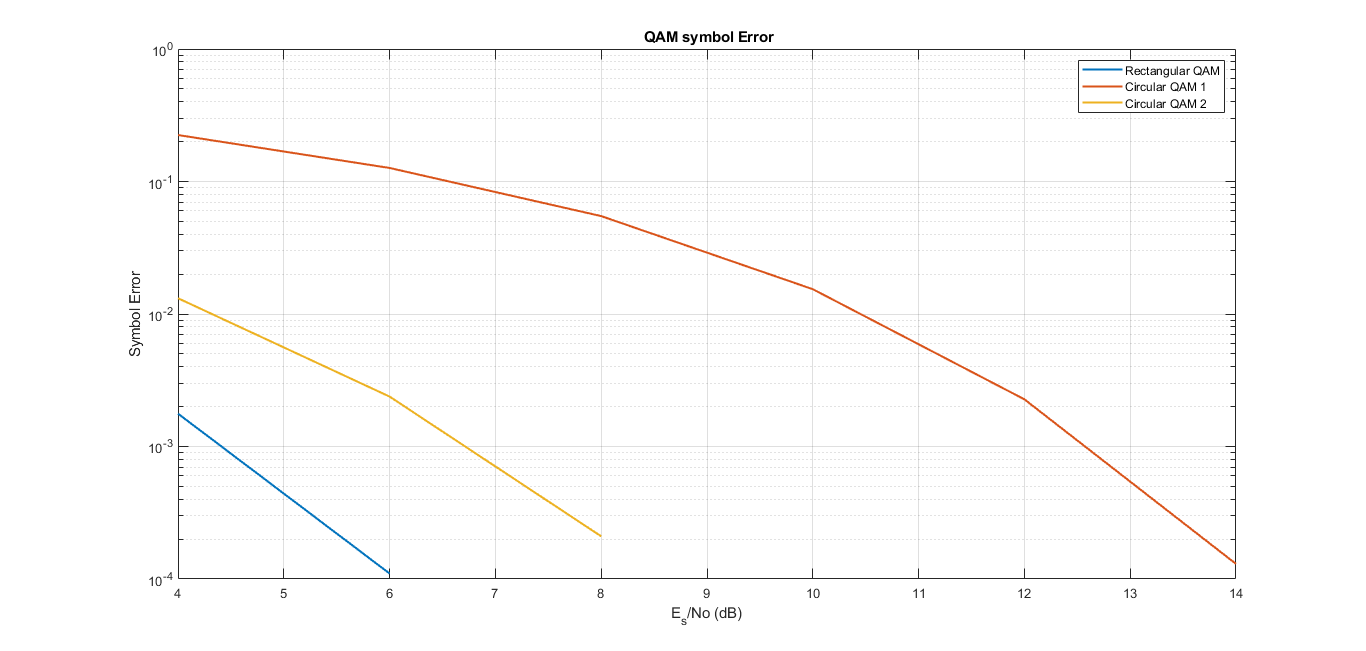 QAM symbol Error
Rectangular QAM
Circular QAM 1
Circular QAM 2
Symbol Error
10^0
10^-1
10^-2
10^-3
10^-4
4 5 6 7 8 9 10 11 12 13 14
E_s/No (dB)